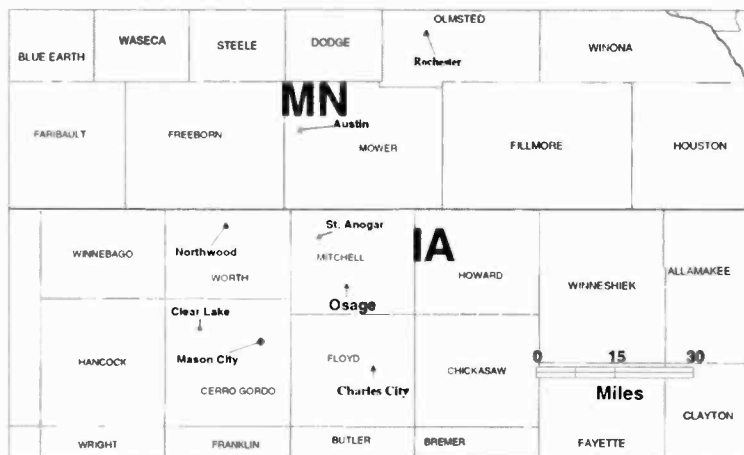 OLMSTED
WASECA
STEELE
DODGE
WINONA
BLUE EARTH
Rochester
MN
Austin
FARIBAULT
FREEBORN
MOWER
FILLMORE
HOUSTON
St. Anogar
IA
WINNEBAGO
Northwood
MITCHELL
WORTH
HOWARD
ALLAMAKEE
WINNESHIEK
Osage
Clear Lake
HANCOCK
Mason City
FLOYD
0 15 30
CERRO GORDO
Charles City
CHICKASAW
Miles
CLAYTON
WRIGHT
FRANKLIN
BUTLER
BREMER
FAYETTE